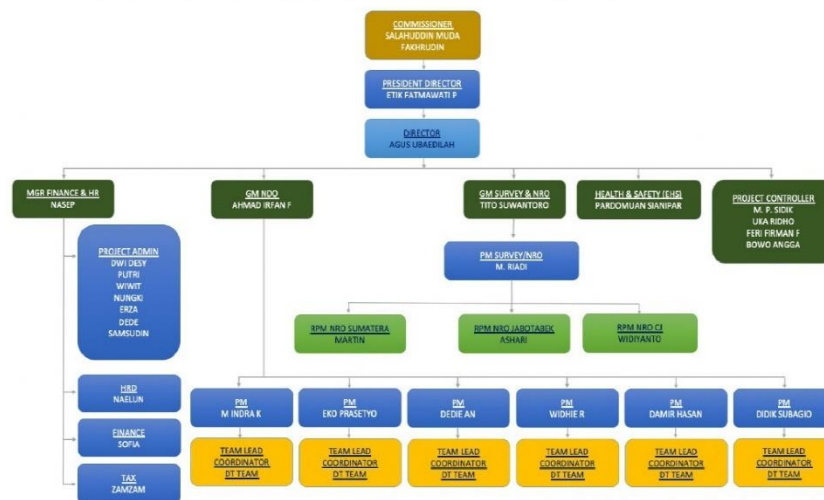 COMMISSIONER
SALAHUDDIN MUDA
FAKHRUDIN
PRESIDENT DIRECTOR
ETIK FATMAWATI P
DIRECTOR
AGUS UBAEDILAH
MGR FINANCE & HR
NASEP
GM NDO
AHMAD IRFAN F
GM SURVEY & NRO
TITO SUWANTORO
HEALTH & SAFETY (EHS)
PARDOMUAN SIANIPAR
PROJECT CONTROLLER
M. P. SIDIK
UKA RIDHO
FERI FIRMAN F
BOWO ANGGA
PROJECT ADMIN
DWI DESY
PUTRI
WIWIT
NUNGKI
ERZA
DEDE
SAMSUDIN
PM SURVEY/NRO
M. RIADI
RPM NRO SUMATERA
MARTIN
RPM NRO JABOTABEK
ASHARI
RPM NRO CJ
WIDIYANTO
HRD
NAELUN
FINANCE
SOFIA
TAX
ZAMZAM
PM
M INDRA K
PM
EKO PRASETYO
PM
DEDIE AN
PM
WIDHIE R
PM
DAMIR HASAN
PM
DIDIK SUBAGIO
TEAM LEAD
COORDINATOR
DT TEAM
TEAM LEAD
COORDINATOR
DT TEAM
TEAM LEAD
COORDINATOR
DT TEAM
TEAM LEAD
COORDINATOR
DT TEAM
TEAM LEAD
COORDINATOR
DT TEAM
TEAM LEAD
COORDINATOR
DT TEAM